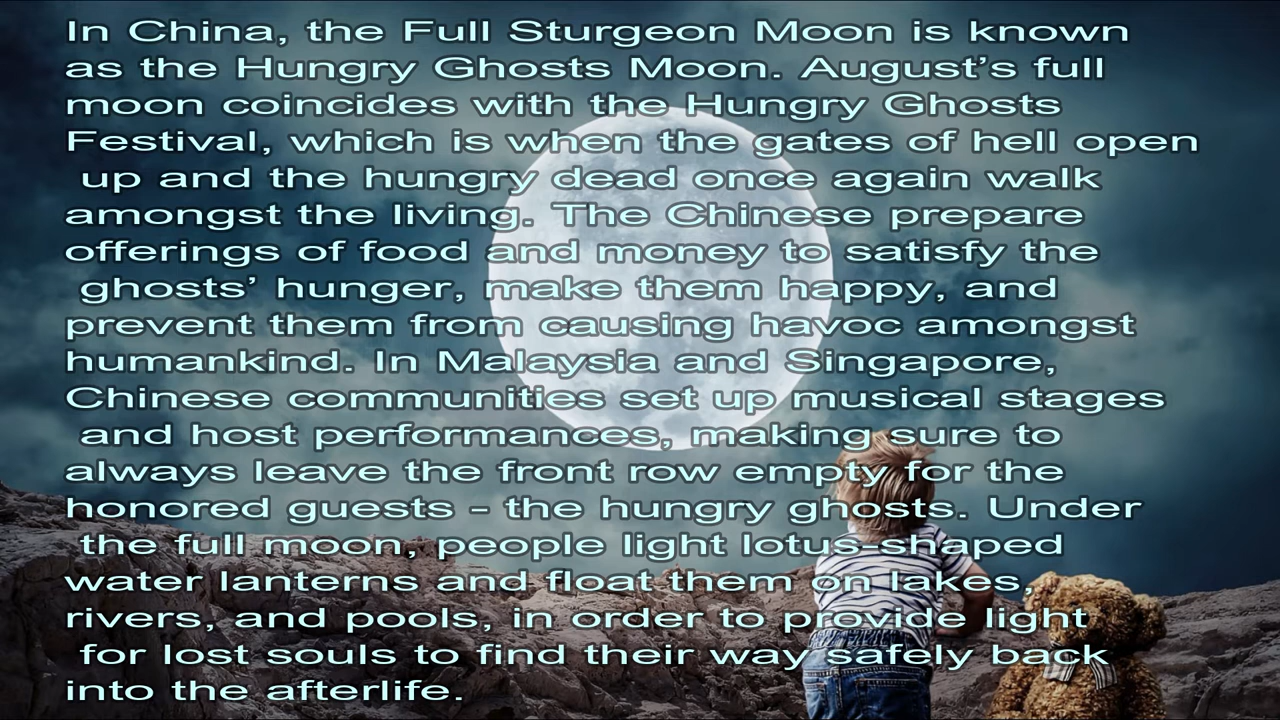 In China, the Full Sturgeon Moon is known
as the Hungry Ghosts Moon. August’s full
moon coincides with the Hungry Ghosts
Festival, which is when the gates of hell open
up and the hungry dead once again walk
amongst the living. The Chinese prepare
offerings of food and money to satisfy the
ghosts’ hunger, make them happy, and
prevent them from causing havoc amongst
humankind. In Malaysia and Singapore,
Chinese communities set up musical stages
and host performances, making sure to
always leave the front row empty for the
honored guests – the hungry ghosts. Under
the full moon, people light lotus-shaped
water lanterns and float them on lakes,
rivers, and pools, in order to provide light
for lost souls to find their way safely back
into the afterlife.